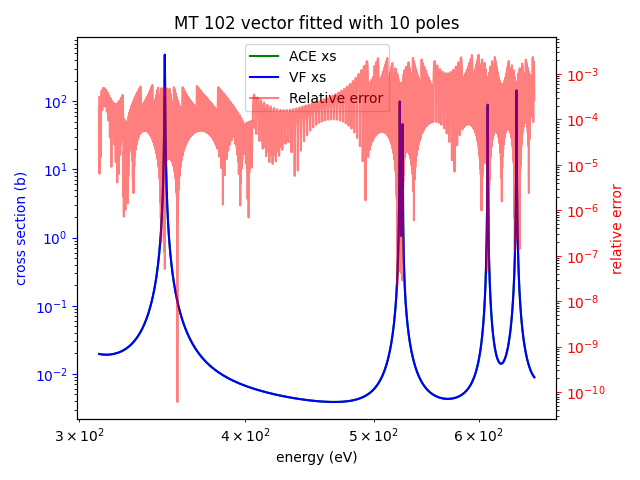 MT 102 vector fitted with 10 poles
ACE xs
VF xs
Relative error
cross section (b)
10²
10¹
10⁰
10⁻¹
10⁻²
relative error
10⁻³
10⁻⁴
10⁻⁵
10⁻⁶
10⁻⁷
10⁻⁸
10⁻⁹
10⁻¹⁰
3 × 10² 4 × 10² 5 × 10² 6 × 10²
energy (eV)